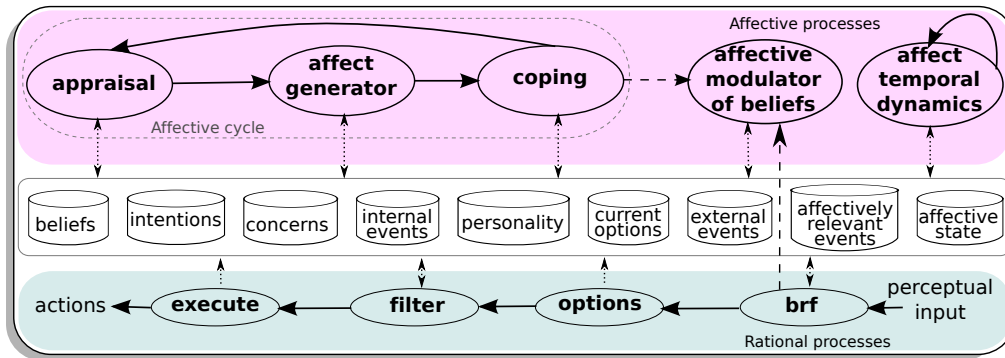 Affective processes
appraisal
affect
generator
coping
affective
modulator
of beliefs
affect
temporal
dynamics
Affective cycle
beliefs
intentions
concerns
internal
events
personality
current
options
external
events
affectively
relevant
events
affective
state
actions
execute
filter
options
brf
perceptual
input
Rational processes